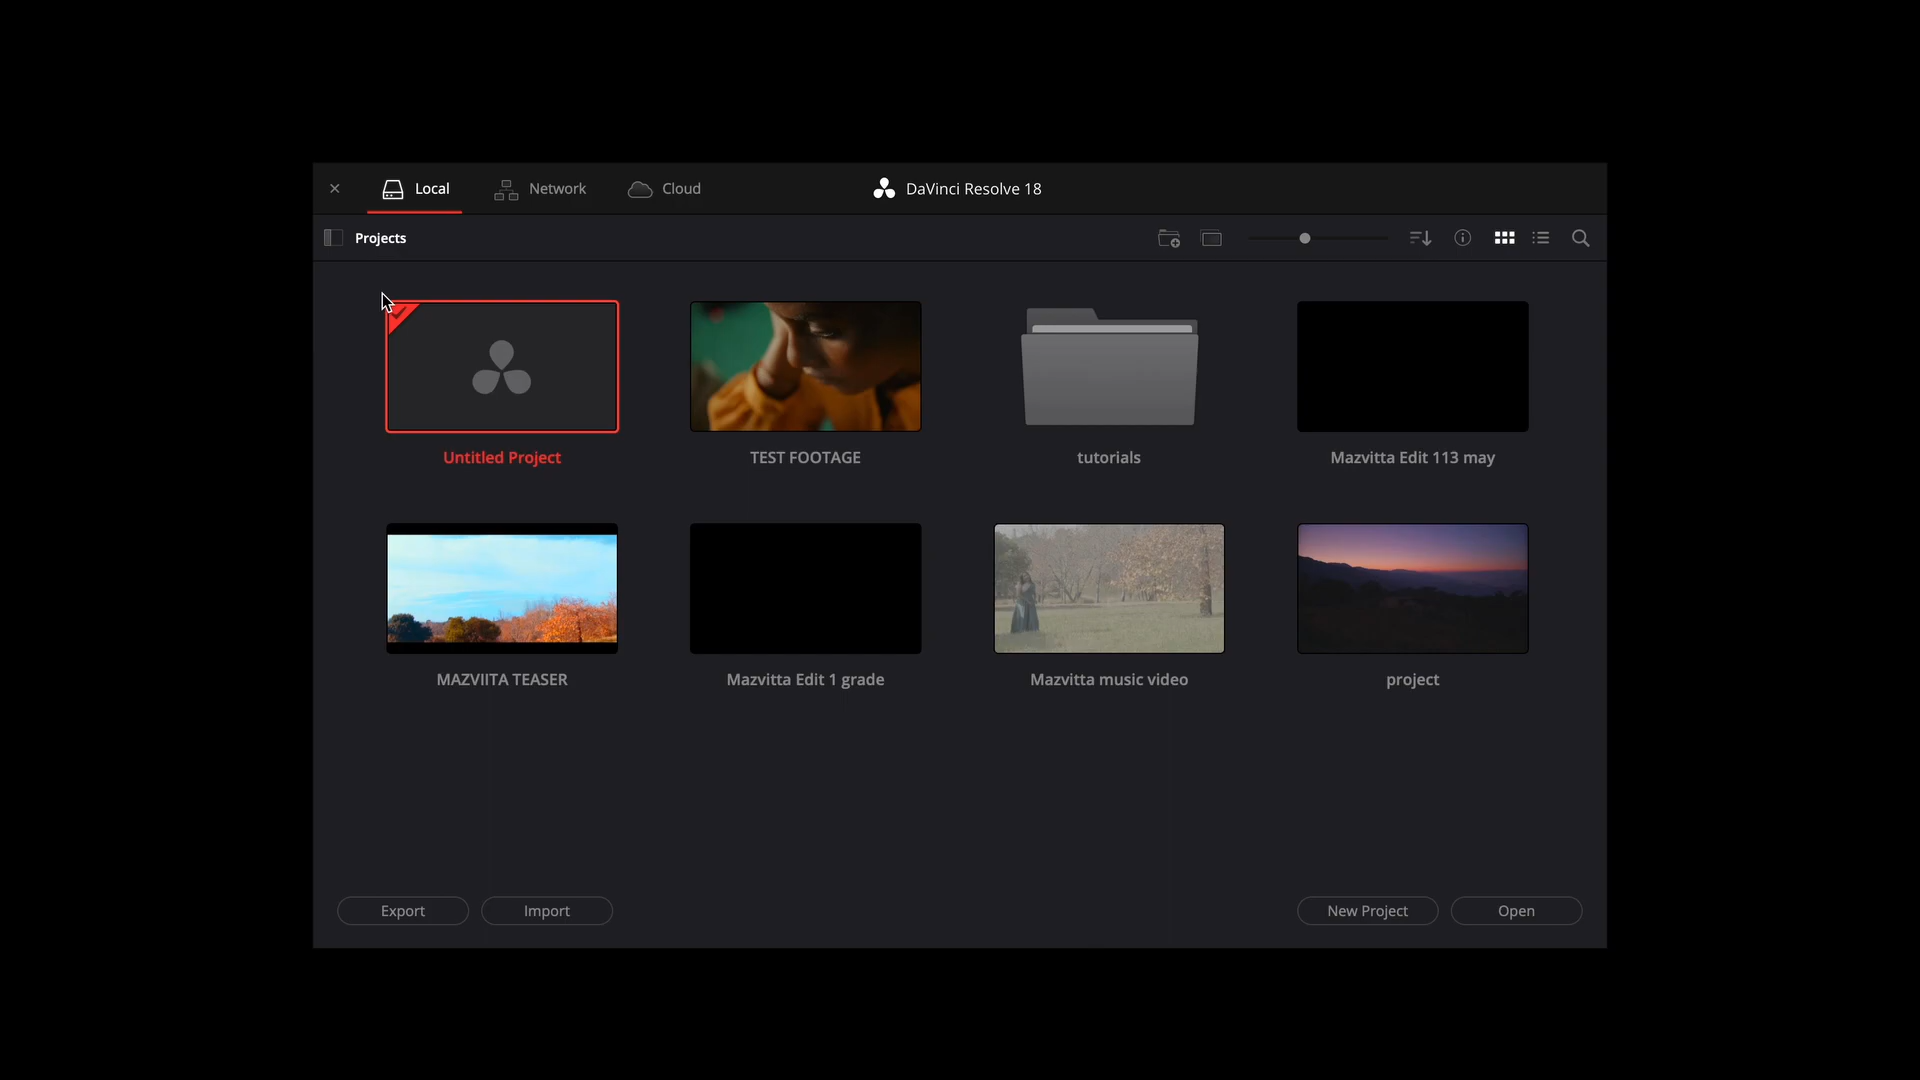 Local
Network
Cloud
DaVinci Resolve 18
Projects
Untitled Project
TEST FOOTAGE
tutorials
Mazvitta Edit 113 may
MAZVIITA TEASER
Mazvitta Edit 1 grade
Mazvitta music video
project
Export
Import
New Project
Open